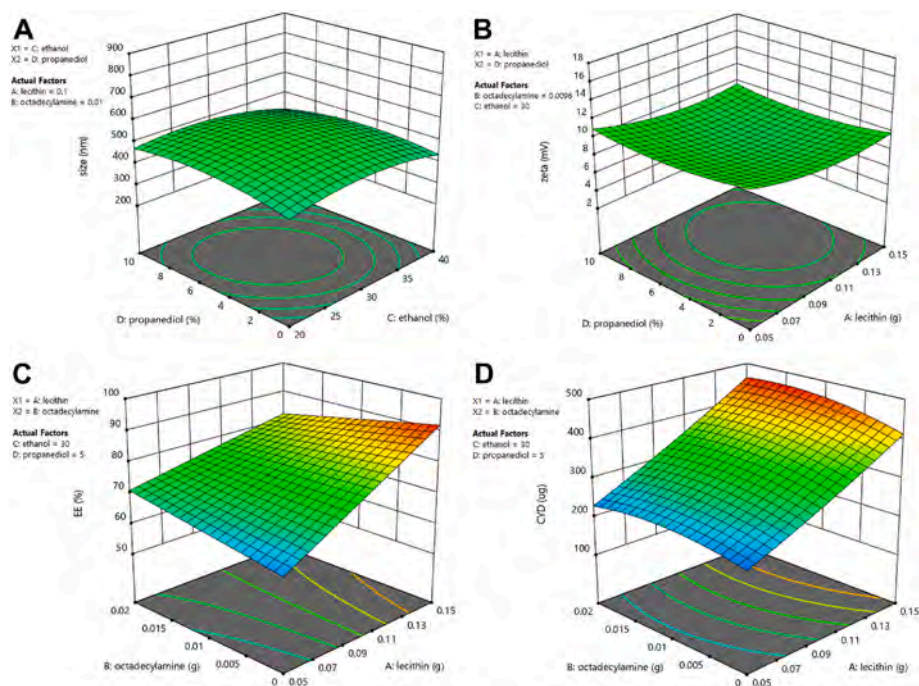 A
X1 = C: ethanol
X2 = D: propanediol
Actual Factors
A: lecithin = 0.1
B: octadecylamine = 0.01
900
800
700
600
500
400
300
200
size (nm)
10
8
6
4
2
0
D: propanediol (%)
20
25
30
35
40
C: ethanol (%)
B
X1 = A: lecithin
X2 = D: propanediol
Actual Factors
B: octadecylamine = 0.0096
C: ethanol = 30
18
16
14
12
10
8
6
4
2
zeta (mV)
10
8
6
4
2
0
D: propanediol (%)
0.05
0.07
0.09
0.11
0.13
0.15
A: lecithin (g)
C
X1 = A: lecithin
X2 = B: octadecylamine
Actual Factors
C: ethanol = 30
D: propanediol = 5
100
90
80
70
60
50
EE (%)
0.02
0.015
0.01
0.005
0
B: octadecylamine (g)
0.05
0.07
0.09
0.11
0.13
0.15
A: lecithin (g)
D
X1 = A: lecithin
X2 = B: octadecylamine
Actual Factors
C: ethanol = 30
D: propanediol = 5
500
400
300
200
100
CYD (ug)
0.02
0.015
0.01
0.005
0
B: octadecylamine (g)
0.05
0.07
0.09
0.11
0.13
0.15
A: lecithin (g)